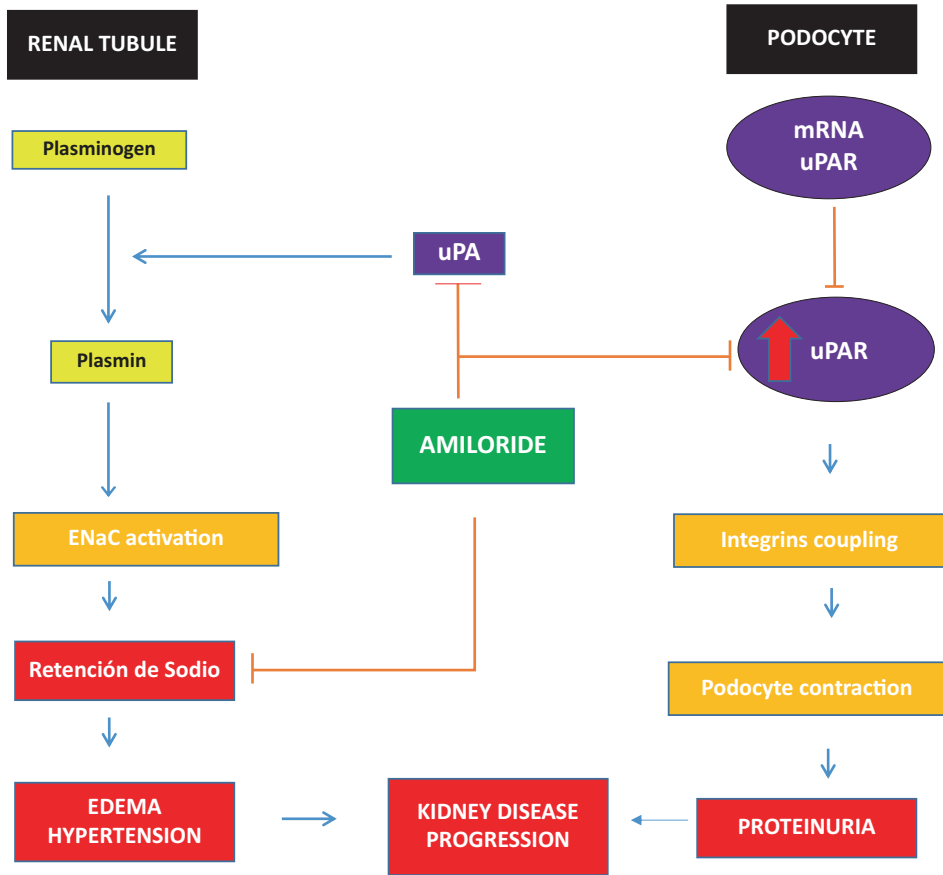 RENAL TUBULE
PODOCYTE
Plasminogen
mRNA
uPAR
uPA
uPAR
Plasmin
AMILORIDE
ENaC activation
Integrins coupling
Retención de Sodio
Podocyte contraction
EDEMA
HYPERTENSION
KIDNEY DISEASE
PROGRESSION
PROTEINURIA